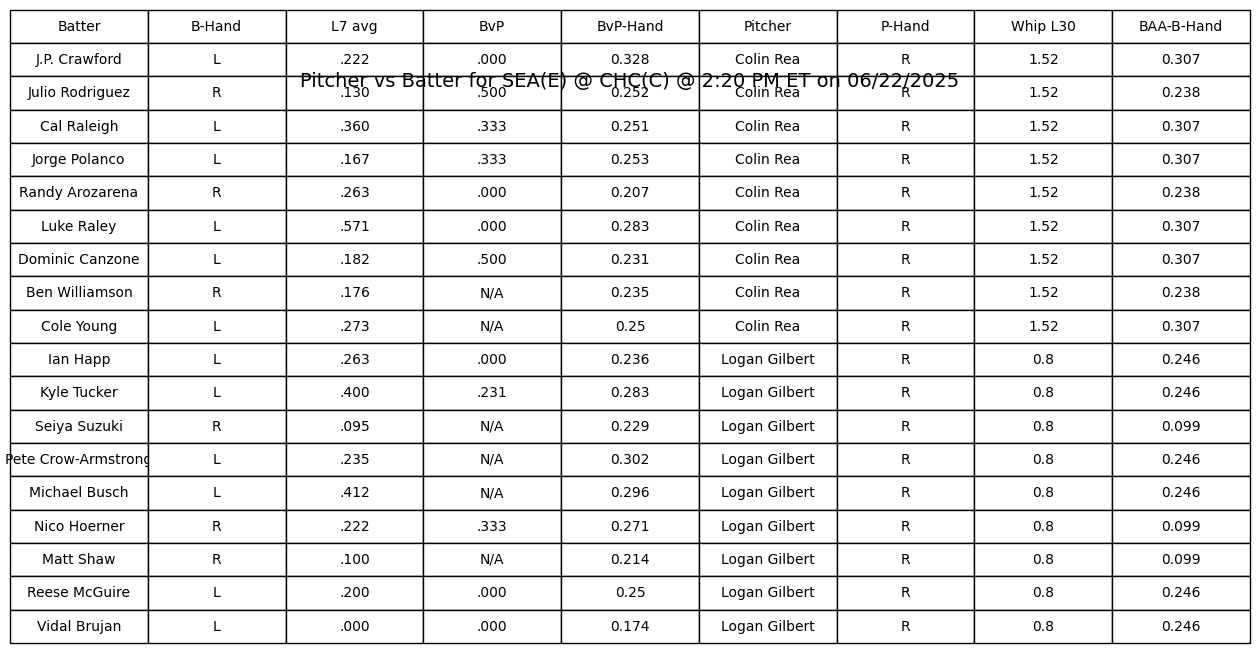 Batter B-Hand L7 avg BvP BvP-Hand Pitcher P-Hand Whip L30 BAA-B-Hand
J.P. Crawford L .222 .000 0.328 Colin Rea R 1.52 0.307
Pitcher vs Batter for SEA(E) @ CHC(C) @ 2:20 PM ET on 06/22/2025
Julio Rodriguez R .130 .500 0.252 Colin Rea R 1.52 0.238
Cal Raleigh L .360 .333 0.251 Colin Rea R 1.52 0.307
Jorge Polanco L .167 .333 0.253 Colin Rea R 1.52 0.307
Randy Arozarena R .263 .000 0.207 Colin Rea R 1.52 0.238
Luke Raley L .571 .000 0.283 Colin Rea R 1.52 0.307
Dominic Canzone L .182 .500 0.231 Colin Rea R 1.52 0.307
Ben Williamson R .176 N/A 0.235 Colin Rea R 1.52 0.238
Cole Young L .273 N/A 0.25 Colin Rea R 1.52 0.307
Ian Happ L .263 .000 0.236 Logan Gilbert R 0.8 0.246
Kyle Tucker L .400 .231 0.283 Logan Gilbert R 0.8 0.246
Seiya Suzuki R .095 N/A 0.229 Logan Gilbert R 0.8 0.099
Pete Crow-Armstrong L .235 N/A 0.302 Logan Gilbert R 0.8 0.246
Michael Busch L .412 N/A 0.296 Logan Gilbert R 0.8 0.246
Nico Hoerner R .222 .333 0.271 Logan Gilbert R 0.8 0.099
Matt Shaw R .100 N/A 0.214 Logan Gilbert R 0.8 0.099
Reese McGuire L .200 .000 0.25 Logan Gilbert R 0.8 0.246
Vidal Brujan L .000 .000 0.174 Logan Gilbert R 0.8 0.246